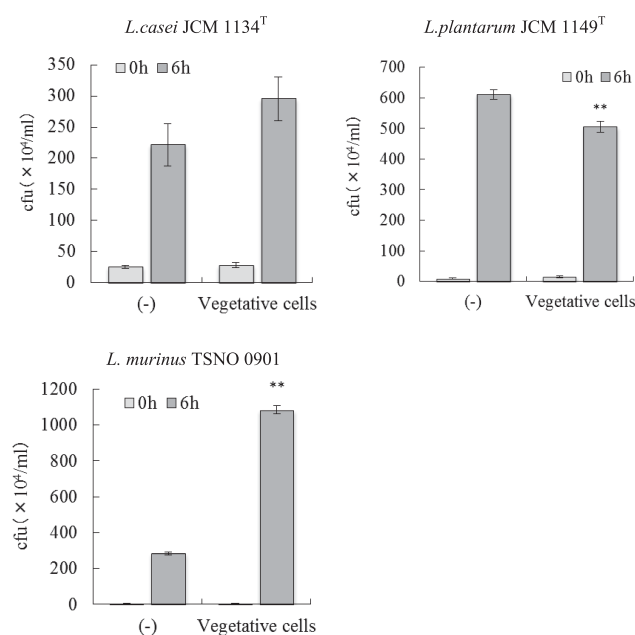 L.casei JCM 1134T
0h 6h
cfu( × 10⁴/ml)
350
300
250
200
150
100
50
0
(-) Vegetative cells
L.plantarum JCM 1149T
0h 6h
cfu( × 10⁴/ml)
700
600
500
400
300
200
100
0
**
(-) Vegetative cells
L. murinus TSNO 0901
0h 6h
cfu( × 10⁴/ml)
1200
1000
800
600
400
200
0
**
(-) Vegetative cells